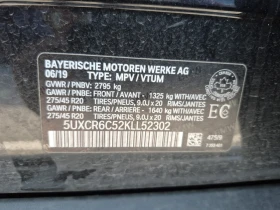 BAYERISCHE MOTOREN WERKE AG
06/19 TYPE: MPV / VTUM
GVWR / PNBV: 2795 kg
GAWR / PNBE: FRONT / AVANT: 1325 kg WITH/AVEC
275/45 R20 TIRES/PNEUS, 9.0J x 20 RIMS/JANTES
GAWR / PNBE: REAR / ARRIERE: 1640 kg WITH/AVEC
275/45 R20 TIRES/PNEUS, 9.0J x 20 RIMS/JANTES
5UXCR6C52KLL52302
EC